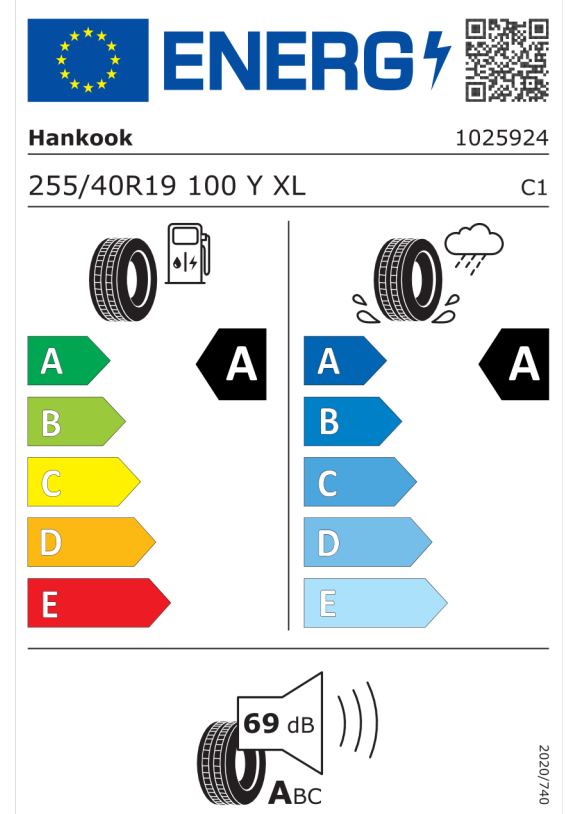 ENERG
Hankook 1025924
255/40R19 100 Y XL C1
A A A A
B B
C C
D D
E E
69 dB
ABC
2020/740